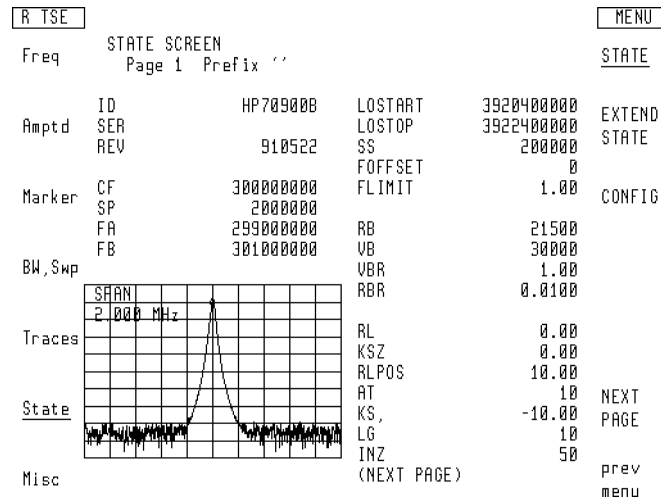 R TSE
MENU
Freq
STATE SCREEN
Page 1 Prefix ‘’
STATE
Amptd
ID HP70900B
SER
REV 910522
LOSTART 3920400000
LOSTOP 3922400000
SS 200000
FOFFSET 0
FLIMIT 1.00
EXTEND
STATE
Marker
CF 300000000
SP 2000000
FA 299000000
FB 301000000
CONFIG
RB 21500
VB 30000
VBR 1.00
RBR 0.0100
BW,Swp
SPAN
2.000 MHz
Traces
RL 0.00
KSZ 0.00
RLPOS 10.00
AT 10
KS, -10.00
LG 10
INZ 50
(NEXT PAGE)
State
NEXT
PAGE
Misc
prev
menu